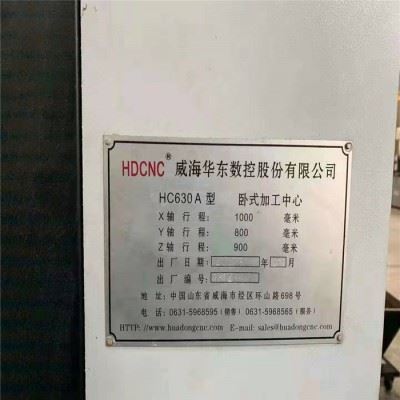 HDCNC® 威海华东数控股份有限公司
HC630A 型 卧式加工中心
X 轴 行 程: 1000 毫米
Y 轴 行 程: 800 毫米
Z 轴 行 程: 900 毫米
出 厂 日 期: 年 月
出 厂 编 号:
地 址: 中国山东省威海市经区环山路698号
电 话: 0631-5968595 (销售) 0631-5968565 (服务)
HTTP://www.huadongcnc.com E-mail: sales@huadongcnc.com